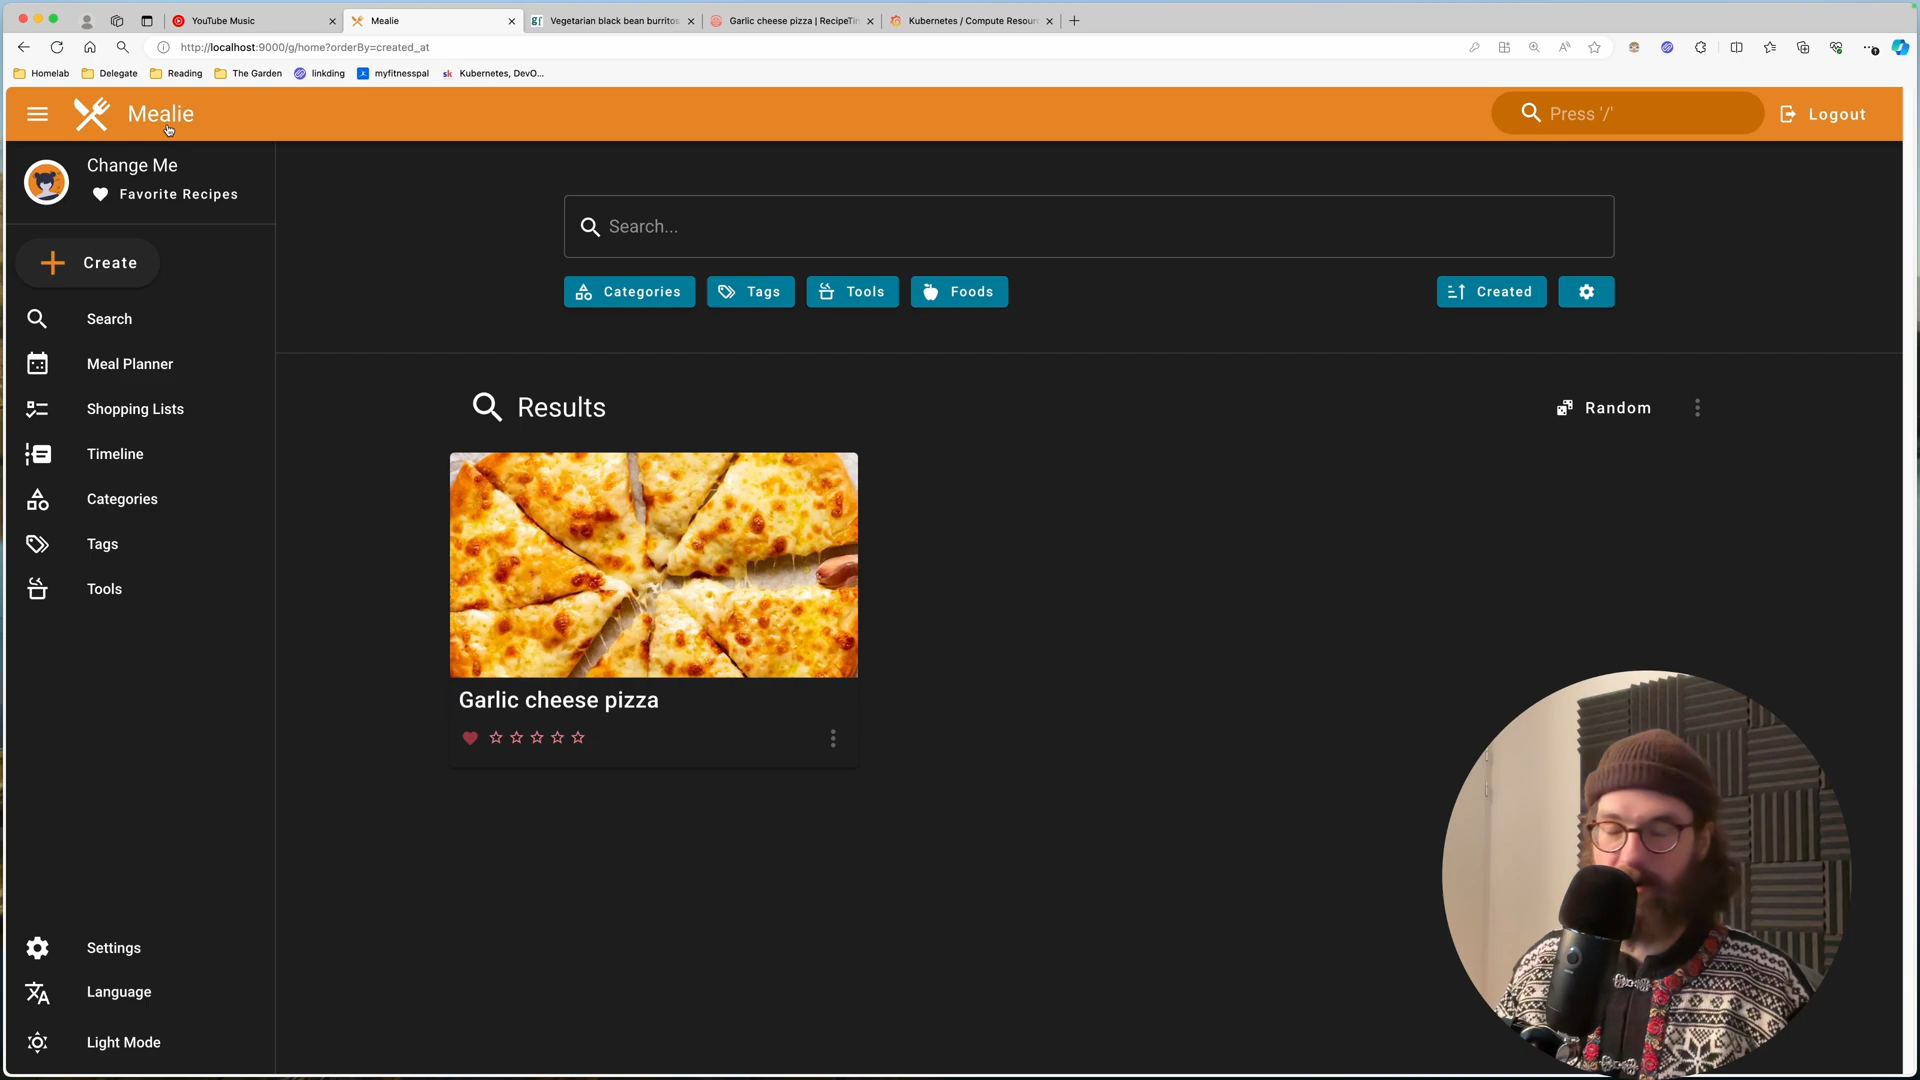 YouTube Music
Mealie
Vegetarian black bean burritos
Garlic cheese pizza | RecipeTin
Kubernetes / Compute Resour
http://localhost:9000/g/home?orderBy=created_at
Homelab
Delegate
Reading
The Garden
linkding
myfitnesspal
sk Kubernetes, DevO...
Mealie
Press '/'
Logout
Change Me
Favorite Recipes
Create
Search
Meal Planner
Shopping Lists
Timeline
Categories
Tags
Tools
Settings
Language
Light Mode
Search...
Categories
Tags
Tools
Foods
Created
Results
Random
Garlic cheese pizza